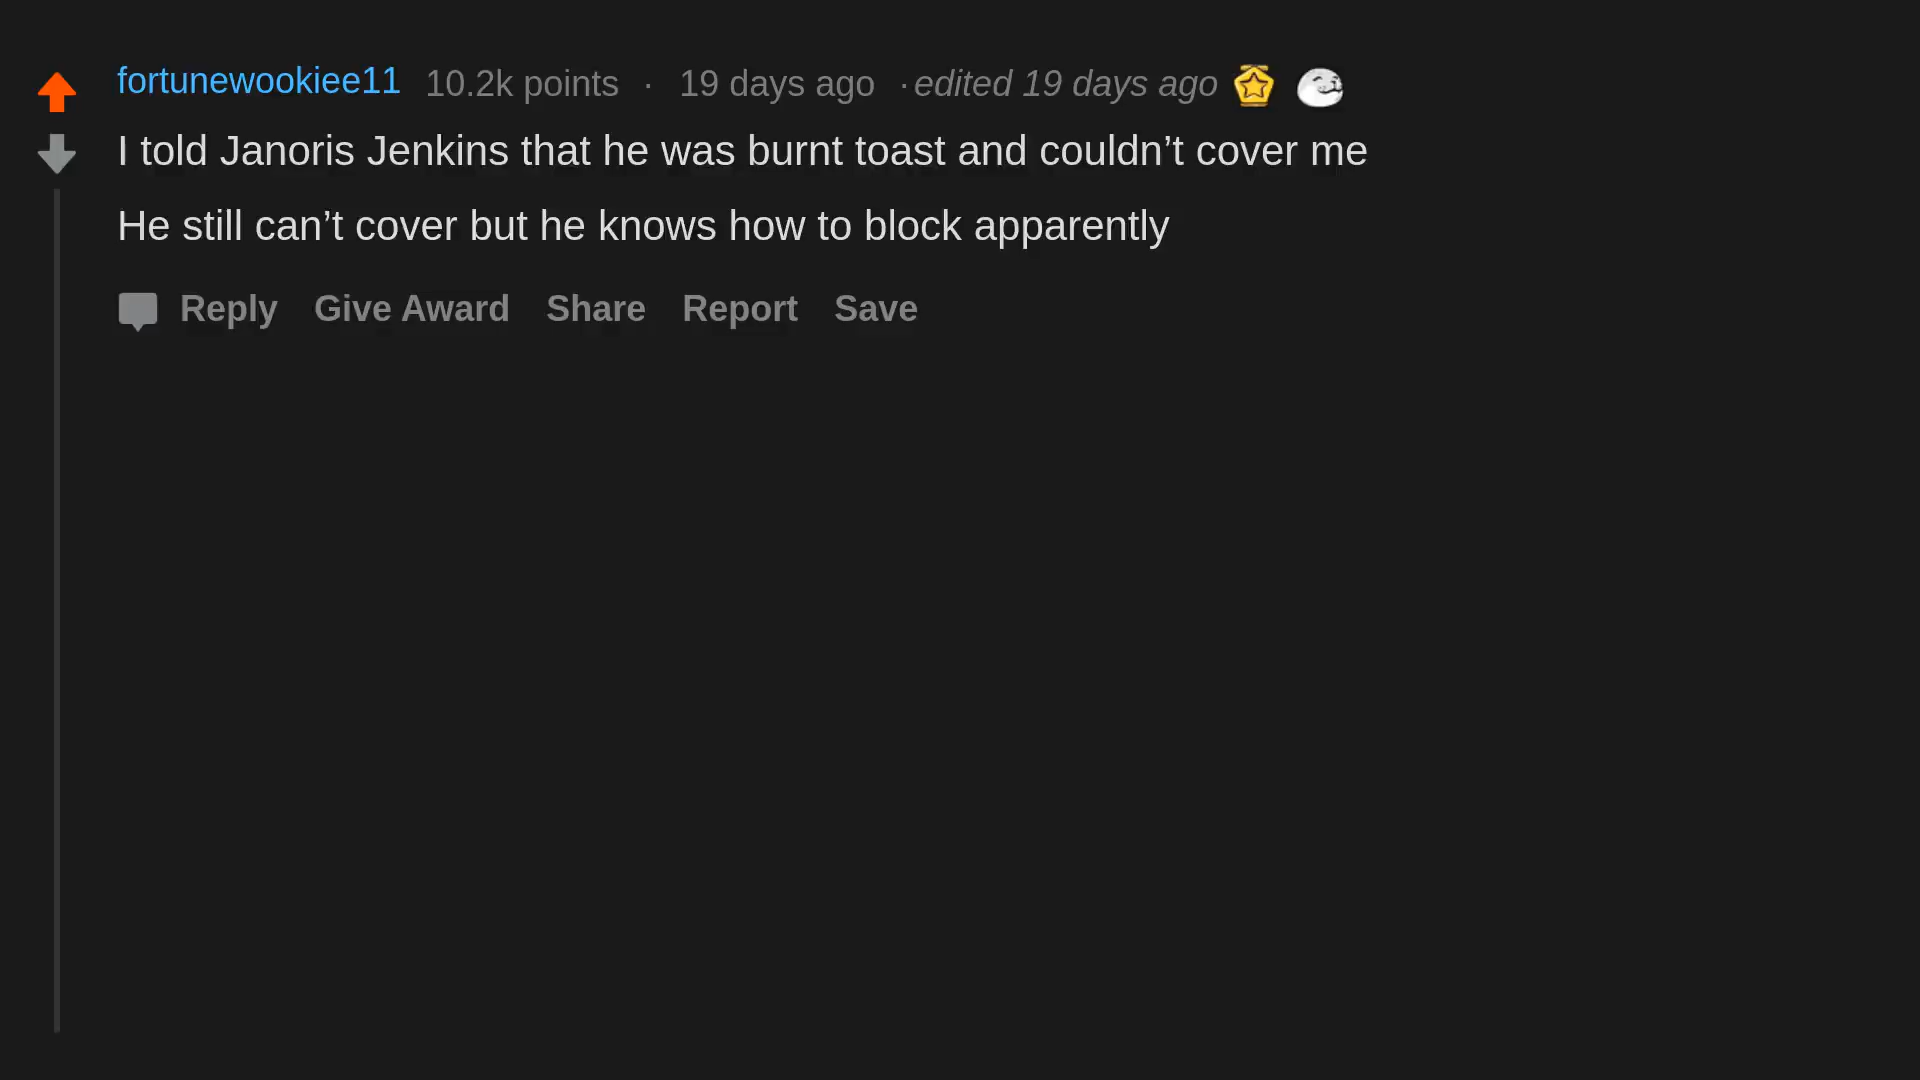 fortunewookiee11 10.2k points · 19 days ago · edited 19 days ago
I told Janoris Jenkins that he was burnt toast and couldn’t cover me
He still can’t cover but he knows how to block apparently
Reply Give Award Share Report Save